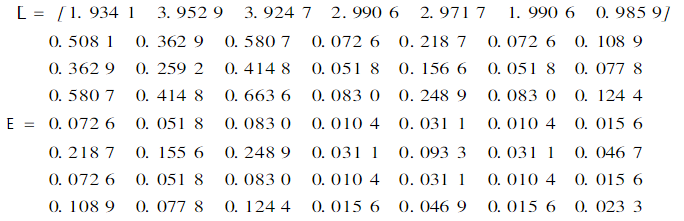 L = [1. 934 1 3. 952 9 3. 924 7 2. 990 6 2. 971 7 1. 990 6 0. 985 9]
0. 508 1 0. 362 9 0. 580 7 0. 072 6 0. 218 7 0. 072 6 0. 108 9
0. 362 9 0. 259 2 0. 414 8 0. 051 8 0. 156 6 0. 051 8 0. 077 8
0. 580 7 0. 414 8 0. 663 6 0. 083 0 0. 248 9 0. 083 0 0. 124 4
E = 0. 072 6 0. 051 8 0. 083 0 0. 010 4 0. 031 1 0. 010 4 0. 015 6
0. 218 7 0. 155 6 0. 248 9 0. 031 1 0. 093 3 0. 031 1 0. 046 7
0. 072 6 0. 051 8 0. 083 0 0. 010 4 0. 031 1 0. 010 4 0. 015 6
0. 108 9 0. 077 8 0. 124 4 0. 015 6 0. 046 9 0. 015 6 0. 023 3